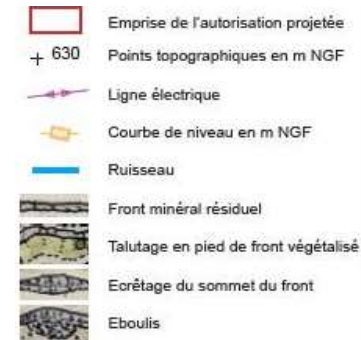 Emprise de l'autorisation projetée
+ 630 Points topographiques en m NGF
Ligne électrique
Courbe de niveau en m NGF
Ruisseau
Front minéral résiduel
Talutage en pied de front végétalisé
Ecrêtage du sommet du front
Eboulis